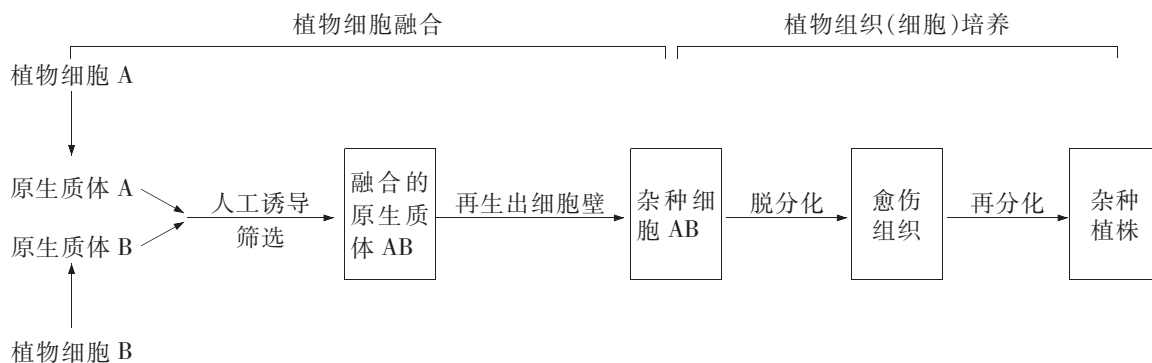 植物细胞融合
植物组织(细胞)培养
植物细胞 A
原生质体 A
原生质体 B
植物细胞 B
人工诱导
筛选
融合的
原生质
体 AB
再生出细胞壁
杂种细
胞 AB
脱分化
愈伤
组织
再分化
杂种
植株